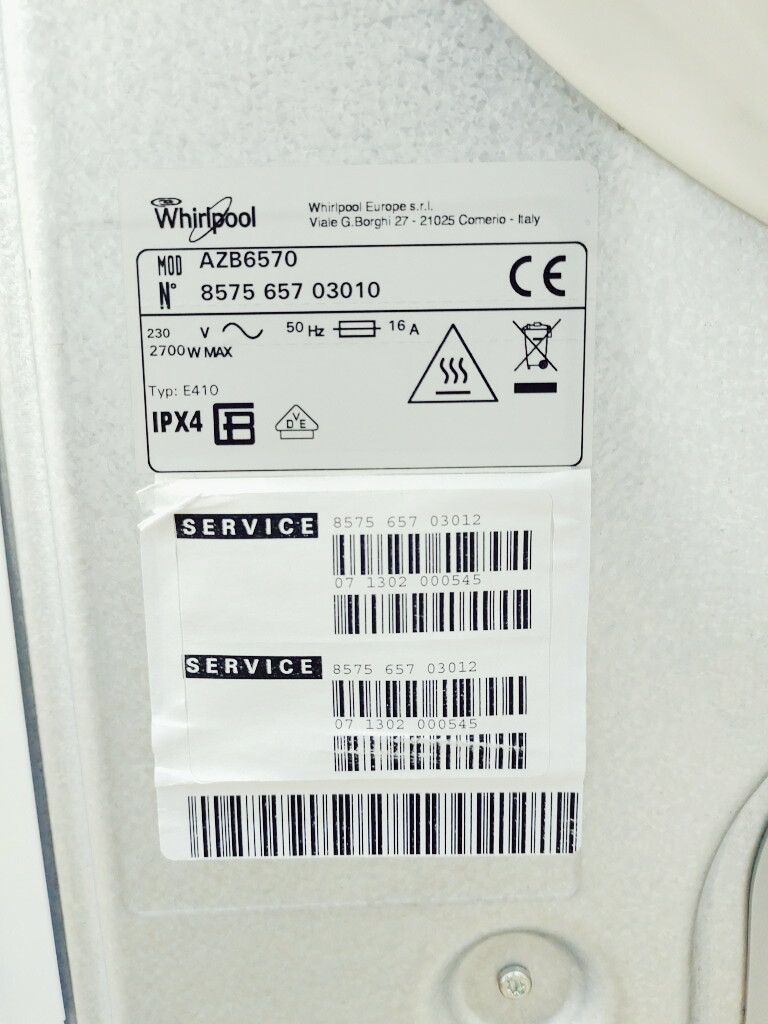 Whirlpool
Whirlpool Europe s.r.l.
Viale G.Borghi 27 - 21025 Comerio - Italy
MOD AZB6570
N° 8575 657 03010
CE
230 V 50 Hz 16 A
2700 W MAX
Typ: E410
IPX4
DVE
SERVICE 8575 657 03012
07 1302 000545
SERVICE 8575 657 03012
07 1302 000545